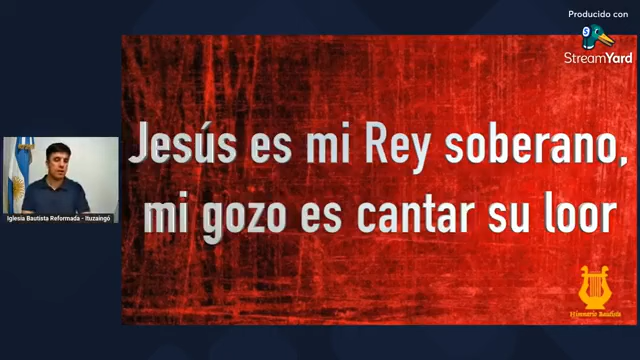 Producido con
StreamYard
Jesús es mi Rey soberano,
mi gozo es cantar su loor
Iglesia Bautista Reformada - Ituzaingó
Himnario Bautista